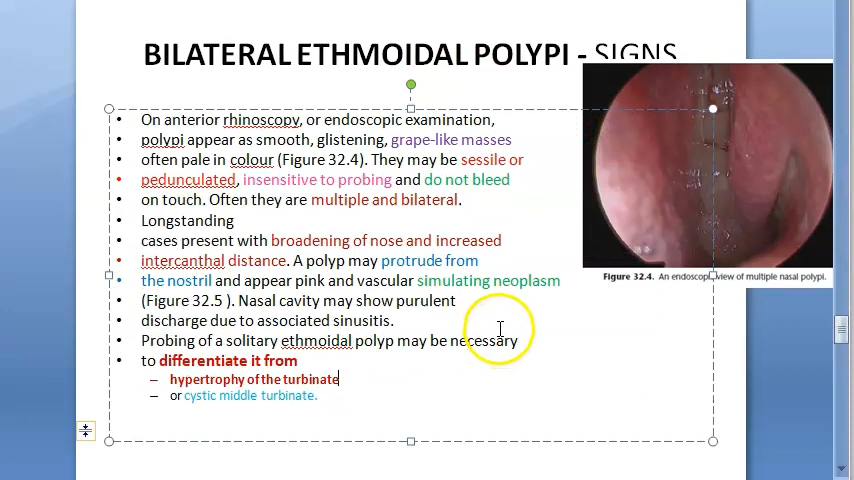 BILATERAL ETHMOIDAL POLYPI - SIGNS
• On anterior rhinoscopy, or endoscopic examination,
• polypi appear as smooth, glistening, grape-like masses
• often pale in colour (Figure 32.4). They may be sessile or
• pedunculated, insensitive to probing and do not bleed
• on touch. Often they are multiple and bilateral.
• Longstanding
• cases present with broadening of nose and increased
• intercanthal distance. A polyp may protrude from
• the nostril and appear pink and vascular simulating neoplasm
• (Figure 32.5 ). Nasal cavity may show purulent
• discharge due to associated sinusitis.
• Probing of a solitary ethmoidal polyp may be necessary
• to differentiate it from
– hypertrophy of the turbinate
– or cystic middle turbinate.
Figure 32.4. An endoscopic view of multiple nasal polypi.